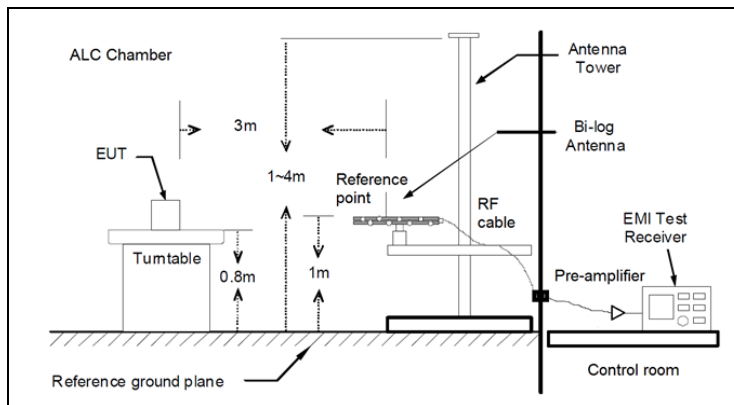 ALC Chamber
Antenna
Tower
3m
Bi-log
Antenna
EUT
1~4m
Reference
point
RF
cable
EMI Test
Receiver
Turntable
0.8m
1m
Pre-amplifier
Reference ground plane
Control room